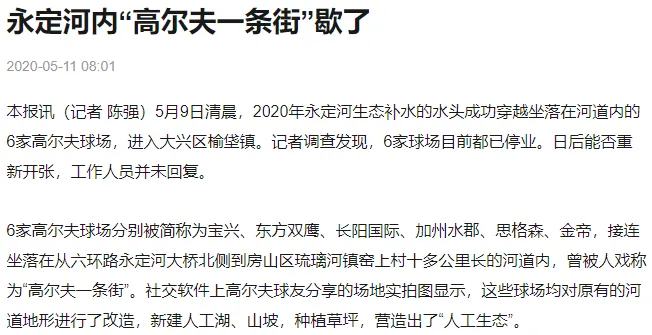 永定河内“高尔夫一条街”歇了
2020-05-11 08:01
本报讯（记者 陈强）5月9日清晨，2020年永定河生态补水的水头成功穿越坐落在河道内的
6家高尔夫球场，进入大兴区榆垡镇。记者调查发现，6家球场目前都已停业。日后能否重
新开张，工作人员并未回复。
6家高尔夫球场分别被简称为宝兴、东方双鹰、长阳国际、加州水郡、思格森、金帝，接连
坐落在从六环路永定河大桥北侧到房山区琉璃河镇窑上村十多公里长的河道内，曾被人戏称
为“高尔夫一条街”。社交软件上高尔夫球友分享的场地实拍图显示，这些球场均对原有的河
道地形进行了改造，新建人工湖、山坡，种植草坪，营造出了“人工生态”。